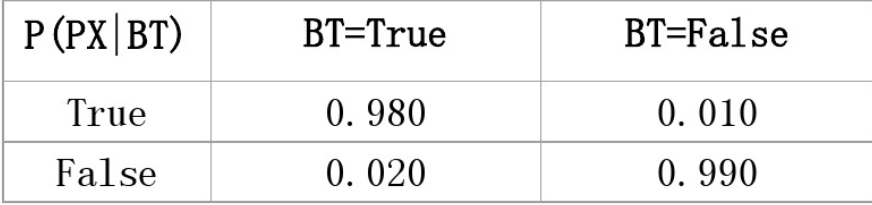 P(PX|BT) BT=True BT=False
True 0.980 0.010
False 0.020 0.990